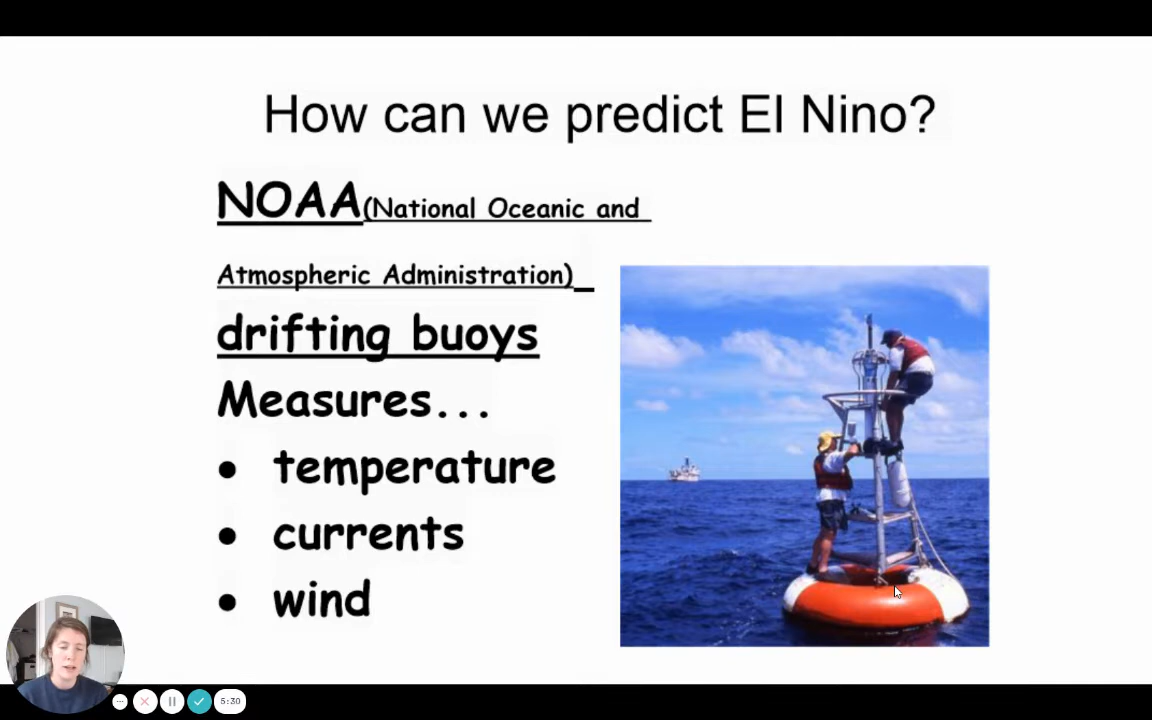 How can we predict El Nino?
NOAA(National Oceanic and
Atmospheric Administration)
drifting buoys
Measures...
● temperature
● currents
● wind
5:30